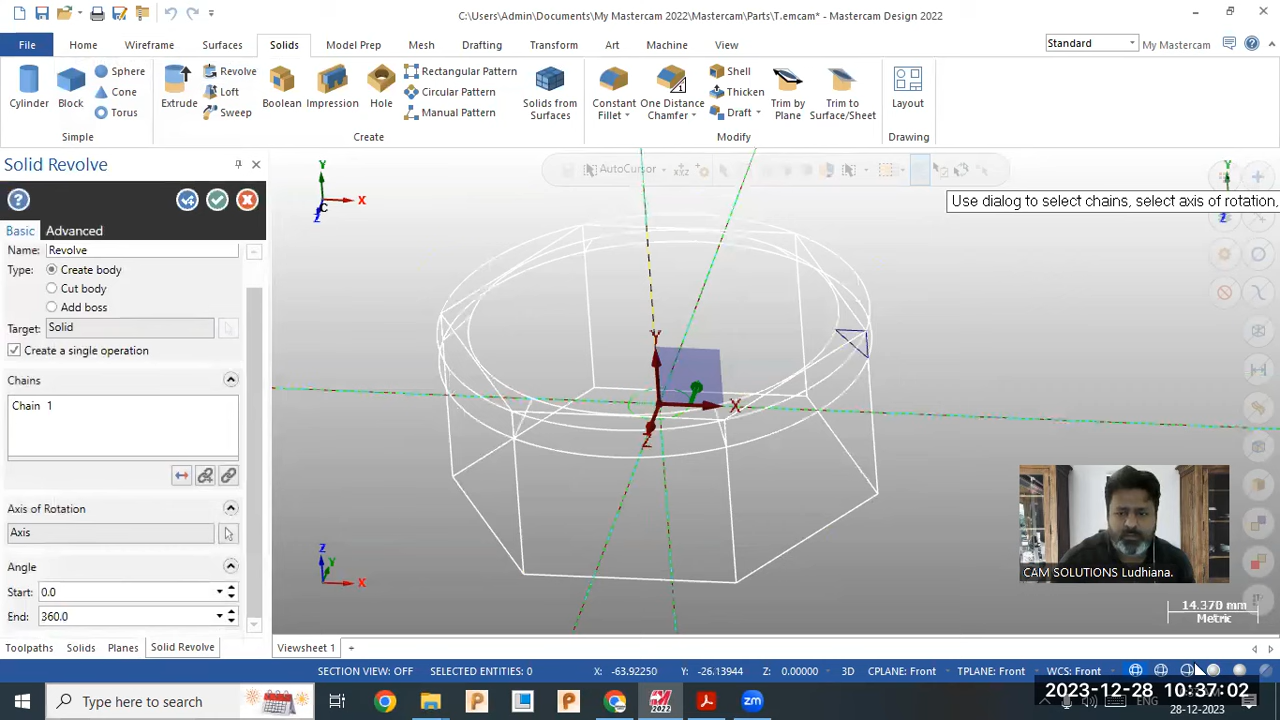 C:\Users\Admin\Documents\My Mastercam 2022\Mastercam\Parts\T.emcam* - Mastercam Design 2022
File Home Wireframe Surfaces Solids Model Prep Mesh Drafting Transform Art Machine View Standard My Mastercam
Cylinder Block Sphere Cone Torus
Simple
Extrude Revolve Loft Sweep Boolean Impression Hole Rectangular Pattern Circular Pattern Manual Pattern Solids from Surfaces
Create
Constant Fillet One Distance Chamfer Shell Thicken Draft Trim by Plane Trim to Surface/Sheet
Modify
Layout
Drawing
Solid Revolve
Basic Advanced
Name: Revolve
Type: Create body
Cut body
Add boss
Target: Solid
Create a single operation
Chains
Chain 1
Axis of Rotation
Axis
Angle
Start: 0.0
End: 360.0
Toolpaths Solids Planes Solid Revolve
AutoCursor
Use dialog to select chains, select axis of rotation,
Y
X
Z
Y
X
Z
Z
Y
X
Y
Z
CAM SOLUTIONS Ludhiana.
14.370 mm
Metric
Viewsheet 1 +
SECTION VIEW: OFF SELECTED ENTITIES: 0 X: -63.92250 Y: -26.13944 Z: 0.00000 3D CPLANE: Front TPLANE: Front WCS: Front
Type here to search
2023-12-28 10:37:02
ENG
28-12-2023